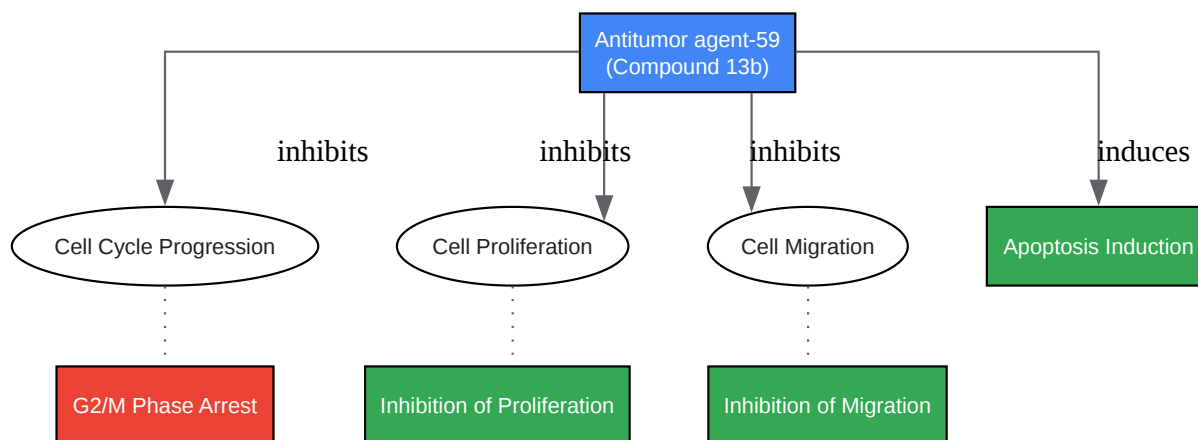 Antitumor agent-59
(Compound 13b)
inhibits
inhibits
inhibits
induces
Cell Cycle Progression
Cell Proliferation
Cell Migration
Apoptosis Induction
G2/M Phase Arrest
Inhibition of Proliferation
Inhibition of Migration